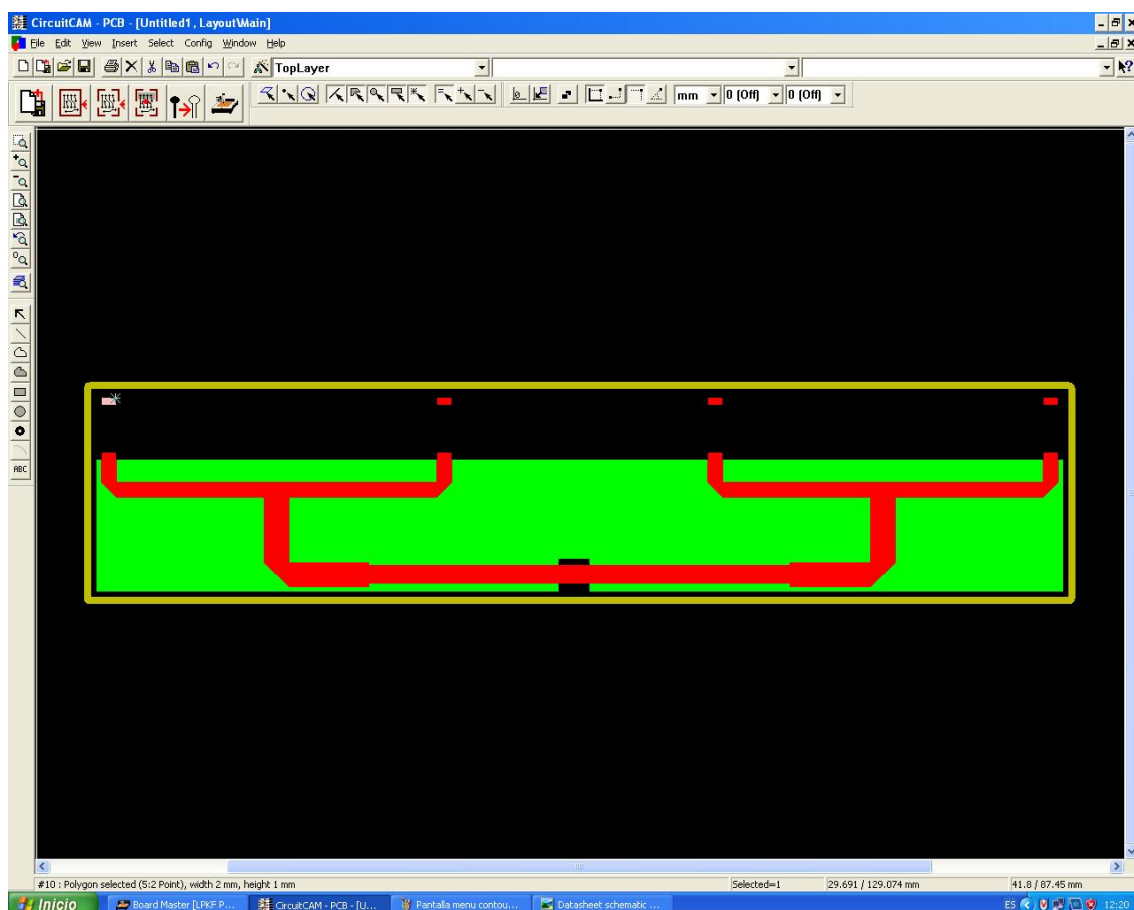 CircuitCAM - PCB - [Untitled1, Layout\Main]
File Edit View Insert Select Config Window Help
TopLayer
mm 0 (Off) 0 (Off)
ABC
#10 : Polygon selected (5:2 Point), width 2 mm, height 1 mm Selected=1 29.691 / 129.074 mm 41.8 / 87.45 mm
Inicio Board Master [LPKF P... CircuitCAM - PCB - [U... Pantalla menu contou... Datasheet schematic ... ES 12:20